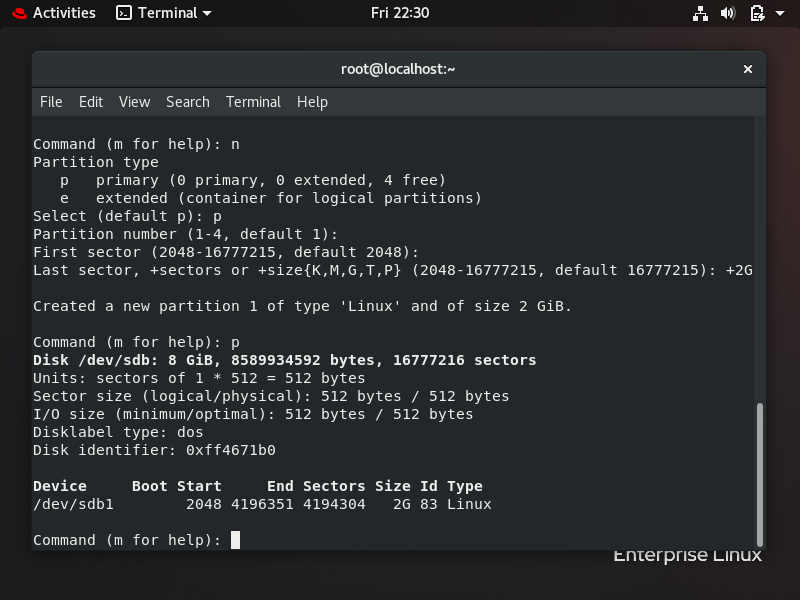 Activities Terminal Fri 22:30
root@localhost:~
File Edit View Search Terminal Help
Command (m for help): n
Partition type
   p   primary (0 primary, 0 extended, 4 free)
   e   extended (container for logical partitions)
Select (default p): p
Partition number (1-4, default 1):
First sector (2048-16777215, default 2048):
Last sector, +sectors or +size{K,M,G,T,P} (2048-16777215, default 16777215): +2G
Created a new partition 1 of type 'Linux' and of size 2 GiB.
Command (m for help): p
Disk /dev/sdb: 8 GiB, 8589934592 bytes, 16777216 sectors
Units: sectors of 1 * 512 = 512 bytes
Sector size (logical/physical): 512 bytes / 512 bytes
I/O size (minimum/optimal): 512 bytes / 512 bytes
Disklabel type: dos
Disk identifier: 0xff4671b0
Device     Boot Start     End Sectors Size Id Type
/dev/sdb1        2048 4196351 4194304   2G 83 Linux
Command (m for help):
Enterprise Linux